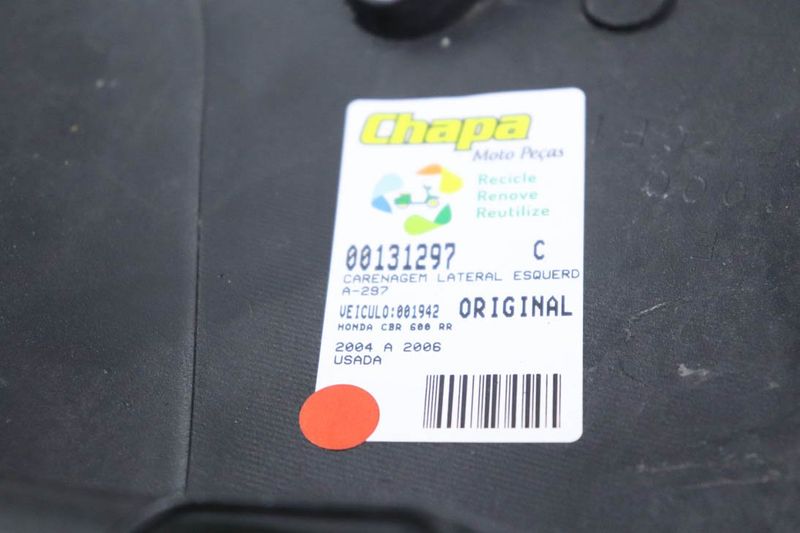 Chapa
Moto Peças
Recicle
Renove
Reutilize
00131297 C
CARENAGEM LATERAL ESQUERD
A-297
VEICULO:001942 ORIGINAL
HONDA CBR 600 RR
2004 A 2006
USADA